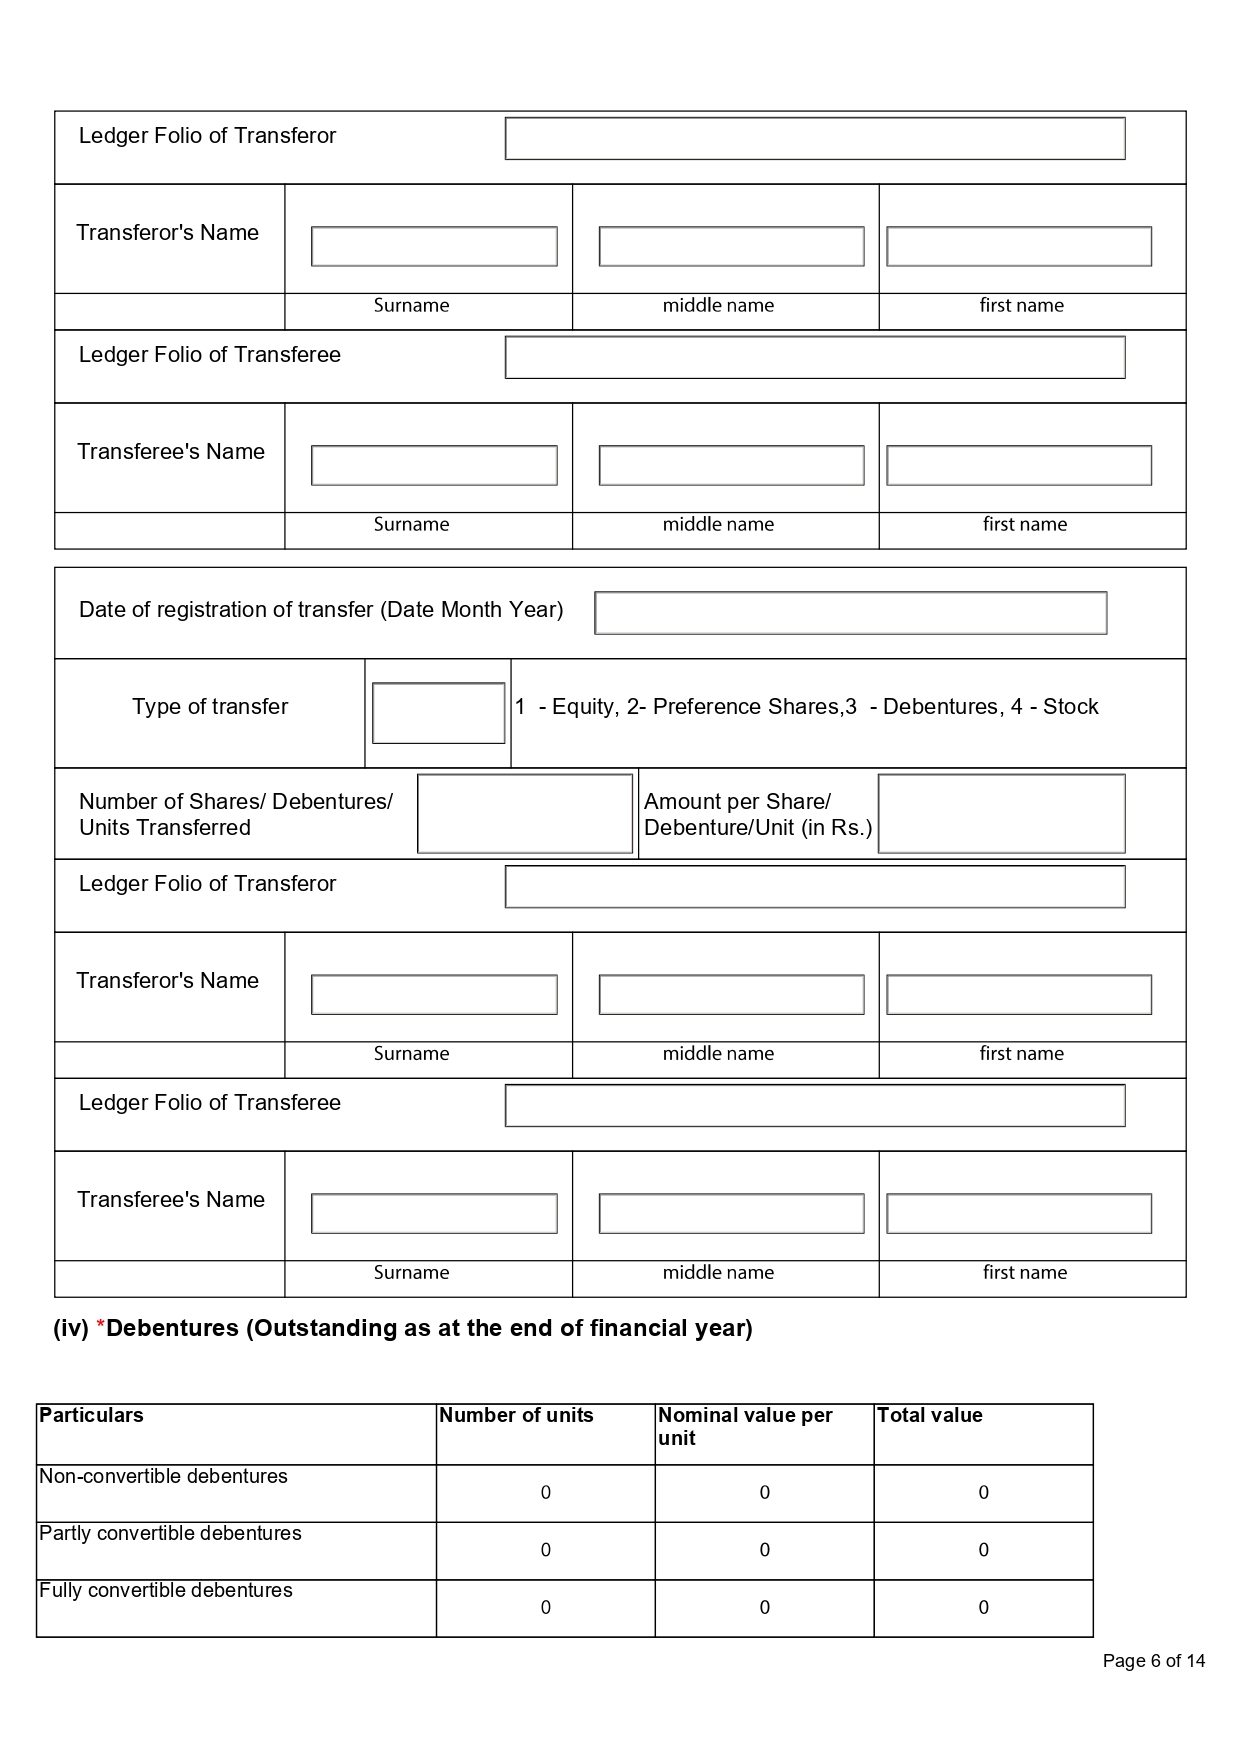 Ledger Folio of Transferor
Transferor's Name
Surname middle name first name
Ledger Folio of Transferee
Transferee's Name
Surname middle name first name
Date of registration of transfer (Date Month Year)
Type of transfer 1 - Equity, 2- Preference Shares,3 - Debentures, 4 - Stock
Number of Shares/ Debentures/ Amount per Share/
Units Transferred Debenture/Unit (in Rs.)
Ledger Folio of Transferor
Transferor's Name
Surname middle name first name
Ledger Folio of Transferee
Transferee's Name
Surname middle name first name
(iv) *Debentures (Outstanding as at the end of financial year)
Particulars Number of units Nominal value per Total value
unit
Non-convertible debentures
0 0 0
Partly convertible debentures
0 0 0
Fully convertible debentures
0 0 0
Page 6 of 14